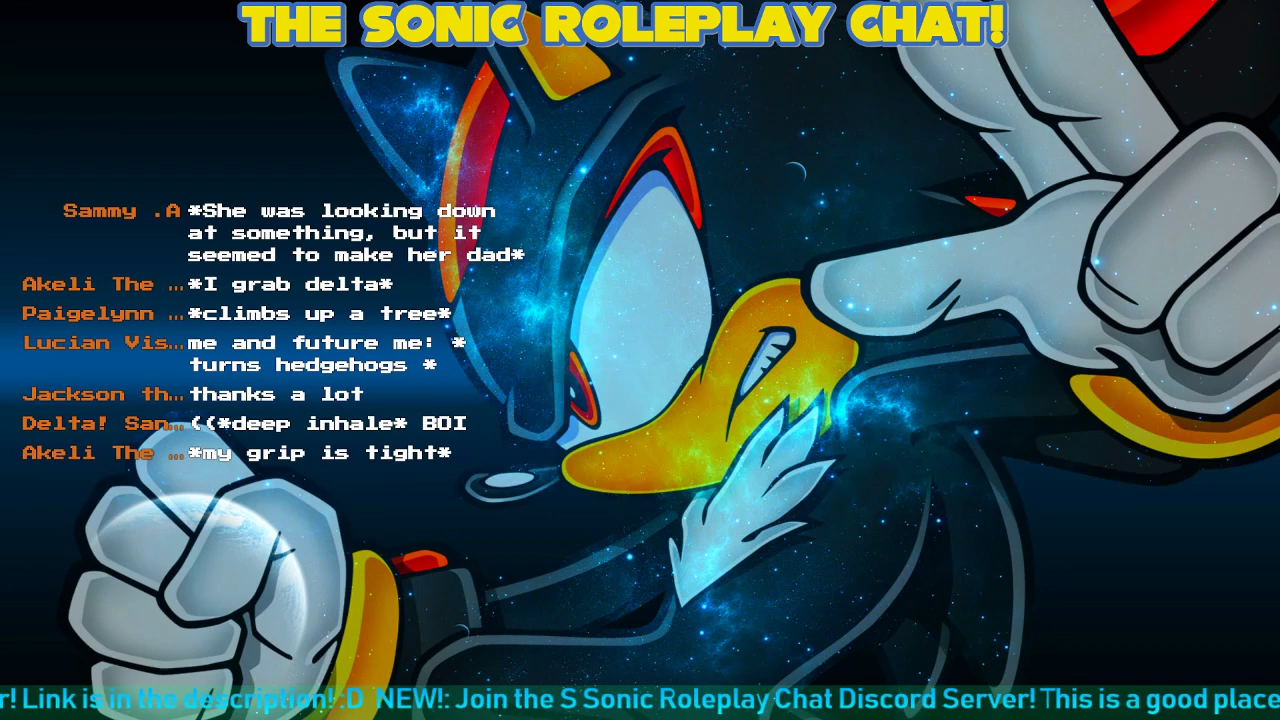 THE SONIC ROLEPLAY CHAT!
Sammy .A *She was looking down
at something, but it
seemed to make her dad*
Akeli The ... *I grab delta*
Paigelynn ... *climbs up a tree*
Lucian Vis... me and future me: *
turns hedgehogs *
Jackson th... thanks a lot
Delta! San... ((*deep inhale* BOI
Akeli The ... *my grip is tight*
r! Link is in the description! :D NEW!: Join the S Sonic Roleplay Chat Discord Server! This is a good place